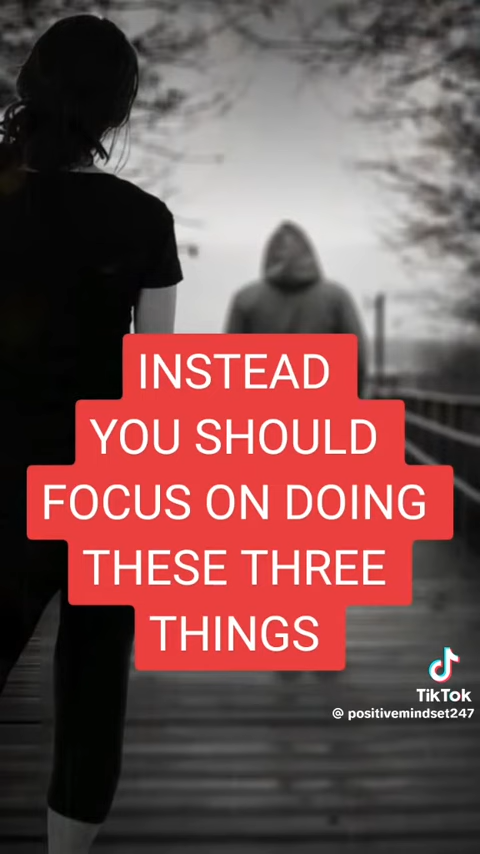 INSTEAD
YOU SHOULD
FOCUS ON DOING
THESE THREE
THINGS
TikTok
@ positivemindset247